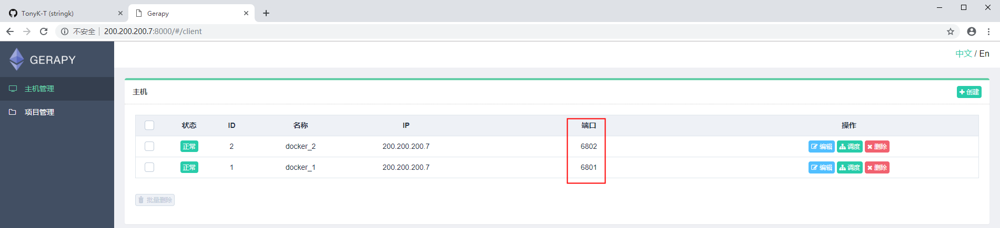 TonyK-T (stringk)
Gerapy
不安全 200.200.200.7:8000/#/client
GERAPY
中文 / En
主机管理
项目管理
主机
创建
状态 ID 名称 IP 端口 操作
正常 2 docker_2 200.200.200.7 6802 编辑 调度 删除
正常 1 docker_1 200.200.200.7 6801 编辑 调度 删除
批量删除